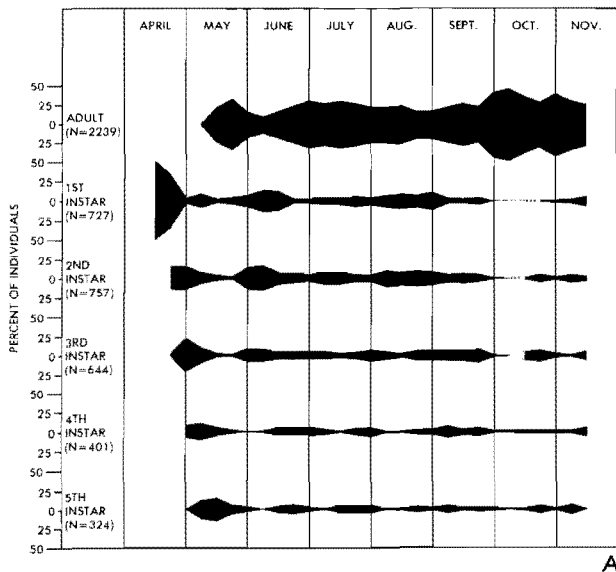 APRIL MAY JUNE JULY AUG. SEPT. OCT. NOV.
PERCENT OF INDIVIDUALS
50
25
0
25
50
ADULT
(N=2239)
25
0
25
50
1ST
INSTAR
(N=727)
25
0
25
50
2ND
INSTAR
(N=757)
25
0
25
50
3RD
INSTAR
(N=644)
25
0
25
50
4TH
INSTAR
(N=401)
25
0
25
50
5TH
INSTAR
(N=324)
A